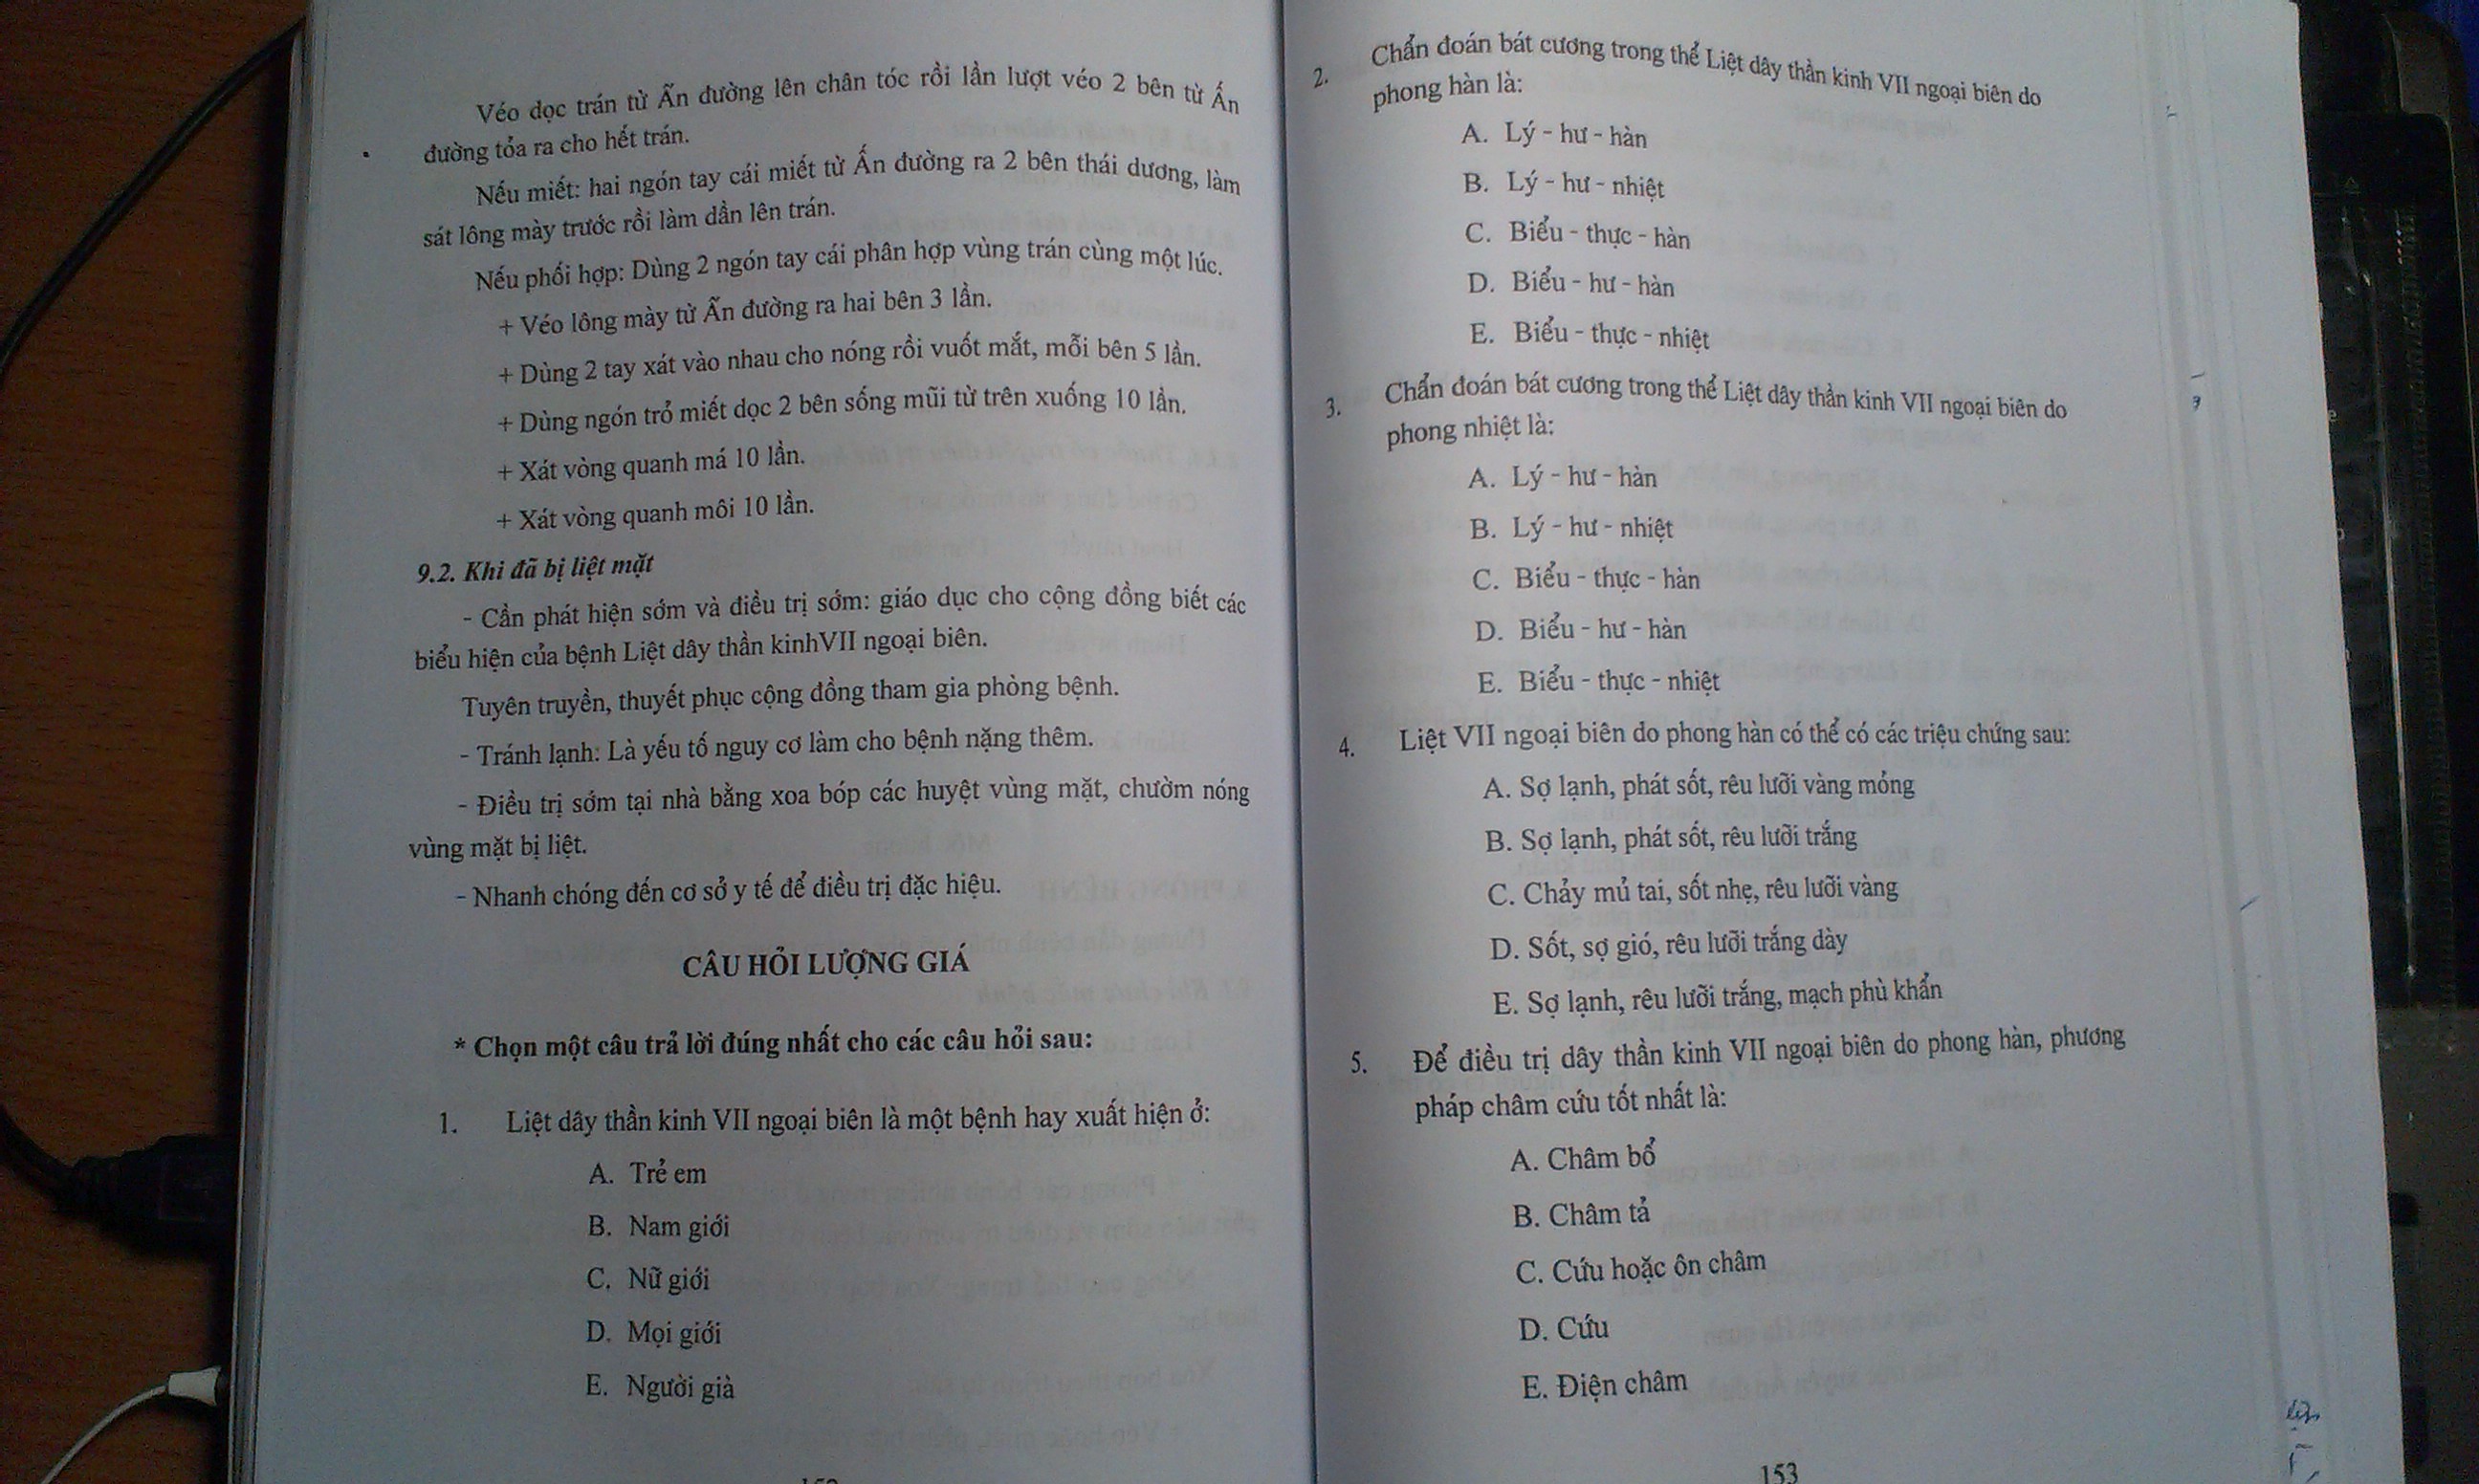 Véo dọc trán từ Ấn đường lên chân tóc rồi lần lượt véo 2 bên từ Ấn
đường tỏa ra cho hết trán.
Nếu miết: hai ngón tay cái miết từ Ấn đường ra 2 bên thái dương, làm
sát lông mày trước rồi làm dần lên trán.
Nếu phối hợp: Dùng 2 ngón tay cái phân hợp vùng trán cùng một lúc.
+ Véo lông mày từ Ấn đường ra hai bên 3 lần.
+ Dùng 2 tay xát vào nhau cho nóng rồi vuốt mắt, mỗi bên 5 lần.
+ Dùng ngón trỏ miết dọc 2 bên sống mũi từ trên xuống 10 lần.
+ Xát vòng quanh má 10 lần.
+ Xát vòng quanh môi 10 lần.
9.2. Khi đã bị liệt mặt
- Cần phát hiện sớm và điều trị sớm: giáo dục cho cộng đồng biết các
biểu hiện của bệnh Liệt dây thần kinhVII ngoại biên.
Tuyên truyền, thuyết phục cộng đồng tham gia phòng bệnh.
- Tránh lạnh: Là yếu tố nguy cơ làm cho bệnh nặng thêm.
- Điều trị sớm tại nhà bằng xoa bóp các huyệt vùng mặt, chườm nóng
vùng mặt bị liệt.
- Nhanh chóng đến cơ sở y tế để điều trị đặc hiệu.
CÂU HỎI LƯỢNG GIÁ
* Chọn một câu trả lời đúng nhất cho các câu hỏi sau:
1. Liệt dây thần kinh VII ngoại biên là một bệnh hay xuất hiện ở:
A. Trẻ em
B. Nam giới
C. Nữ giới
D. Mọi giới
E. Người già
2. Chẩn đoán bát cương trong thể Liệt dây thần kinh VII ngoại biên do
phong hàn là:
A. Lý - hư - hàn
B. Lý - hư - nhiệt
C. Biểu - thực - hàn
D. Biểu - hư - hàn
E. Biểu - thực - nhiệt
3. Chẩn đoán bát cương trong thể Liệt dây thần kinh VII ngoại biên do
phong nhiệt là:
A. Lý - hư - hàn
B. Lý - hư - nhiệt
C. Biểu - thực - hàn
D. Biểu - hư - hàn
E. Biểu - thực - nhiệt
4. Liệt VII ngoại biên do phong hàn có thể có các triệu chứng sau:
A. Sợ lạnh, phát sốt, rêu lưỡi vàng mỏng
B. Sợ lạnh, phát sốt, rêu lưỡi trắng
C. Chảy mủ tai, sốt nhẹ, rêu lưỡi vàng
D. Sốt, sợ gió, rêu lưỡi trắng dày
E. Sợ lạnh, rêu lưỡi trắng, mạch phù khẩn
5. Để điều trị dây thần kinh VII ngoại biên do phong hàn, phương
pháp châm cứu tốt nhất là:
A. Châm bổ
B. Châm tả
C. Cứu hoặc ôn châm
D. Cứu
E. Điện châm
153